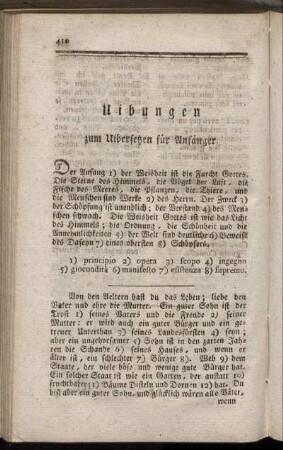 410
Uibungen
zum Uibersetzen für Anfänger.
Der Anfang 1) der Weisheit ist die Furcht Gottes.
Die Sterne des Himmels, die Vögel der Luft, die
Fische des Meeres, die Pflanzen, die Thiere, und
die Menschen sind Werke 2) des Herrn. Der Zweck 3)
der Schöpfung ist unendlich; der Verstand 4) des Men-
schen schwach. Die Weisheit Gottes ist wie das Licht
des Himmels; die Ordnung, die Schönheit und die
Annehmlichkeiten 5) der Welt sind deutliche 6) Beweise
des Daseyn 7) eines obersten 8) Schöpfers.
1) principio 2) opera 3) scopo 4) ingegno
5) giocondità 6) manifesto 7) esistenza 8) supremo.
Von den Aeltern hast du das Leben; liebe den
Vater und ehre die Mutter. Ein guter Sohn ist der
Trost 1) seines Vaters und die Freude 2) seiner
Mutter: er wird auch ein guter Bürger und ein ge-
treuer Unterthan 3) seines Landesfürsten 4) seyn;
aber ein ungezogener 5) Sohn ist in den garten Jahren
die Schande 6) seines Hauses, und wenn er
älter ist, ein schlechter 7) Bürger 8). Weh 9) dem
Staate, der viele böse und wenige gute Bürger hat.
Ein solcher Staat ist wie ein Garten, der anstatt 10)
fruchtbarer 11) Bäume Disteln und Dornen 12) hat. Du
bist aber ein guter Sohn, und glücklich wären alle Väter,
wenn